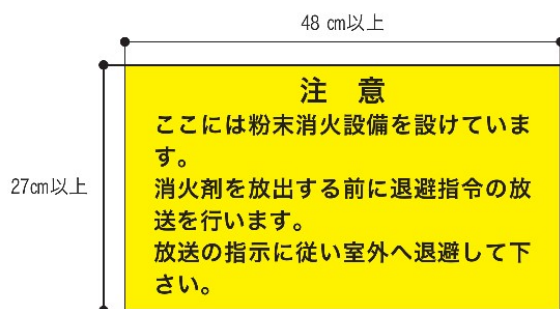 48 cm以上
27cm以上
注　意
ここには粉末消火設備を設けていま
す。
消火剤を放出する前に退避指令の放
送を行います。
放送の指示に従い室外へ退避して下
さい。